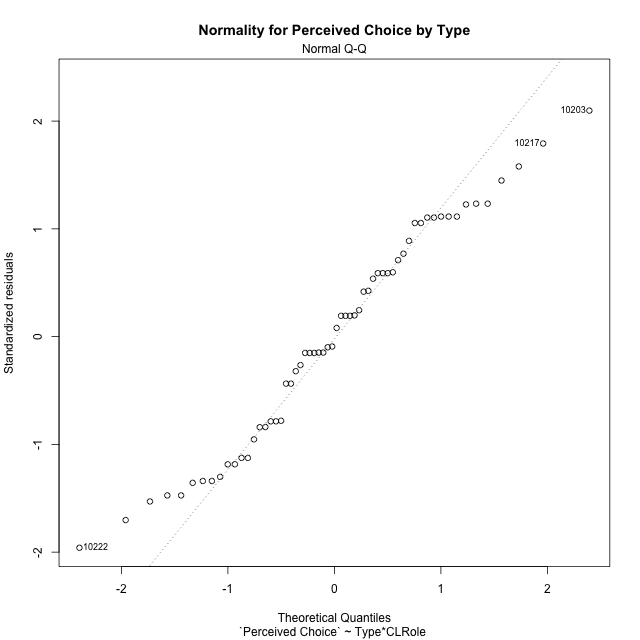 Normality for Perceived Choice by Type
Normal Q-Q
10203
10217
10222
2
1
0
-1
-2
Standardized residuals
-2
-1
0
1
2
Theoretical Quantiles
`Perceived Choice` ~ Type*CLRole